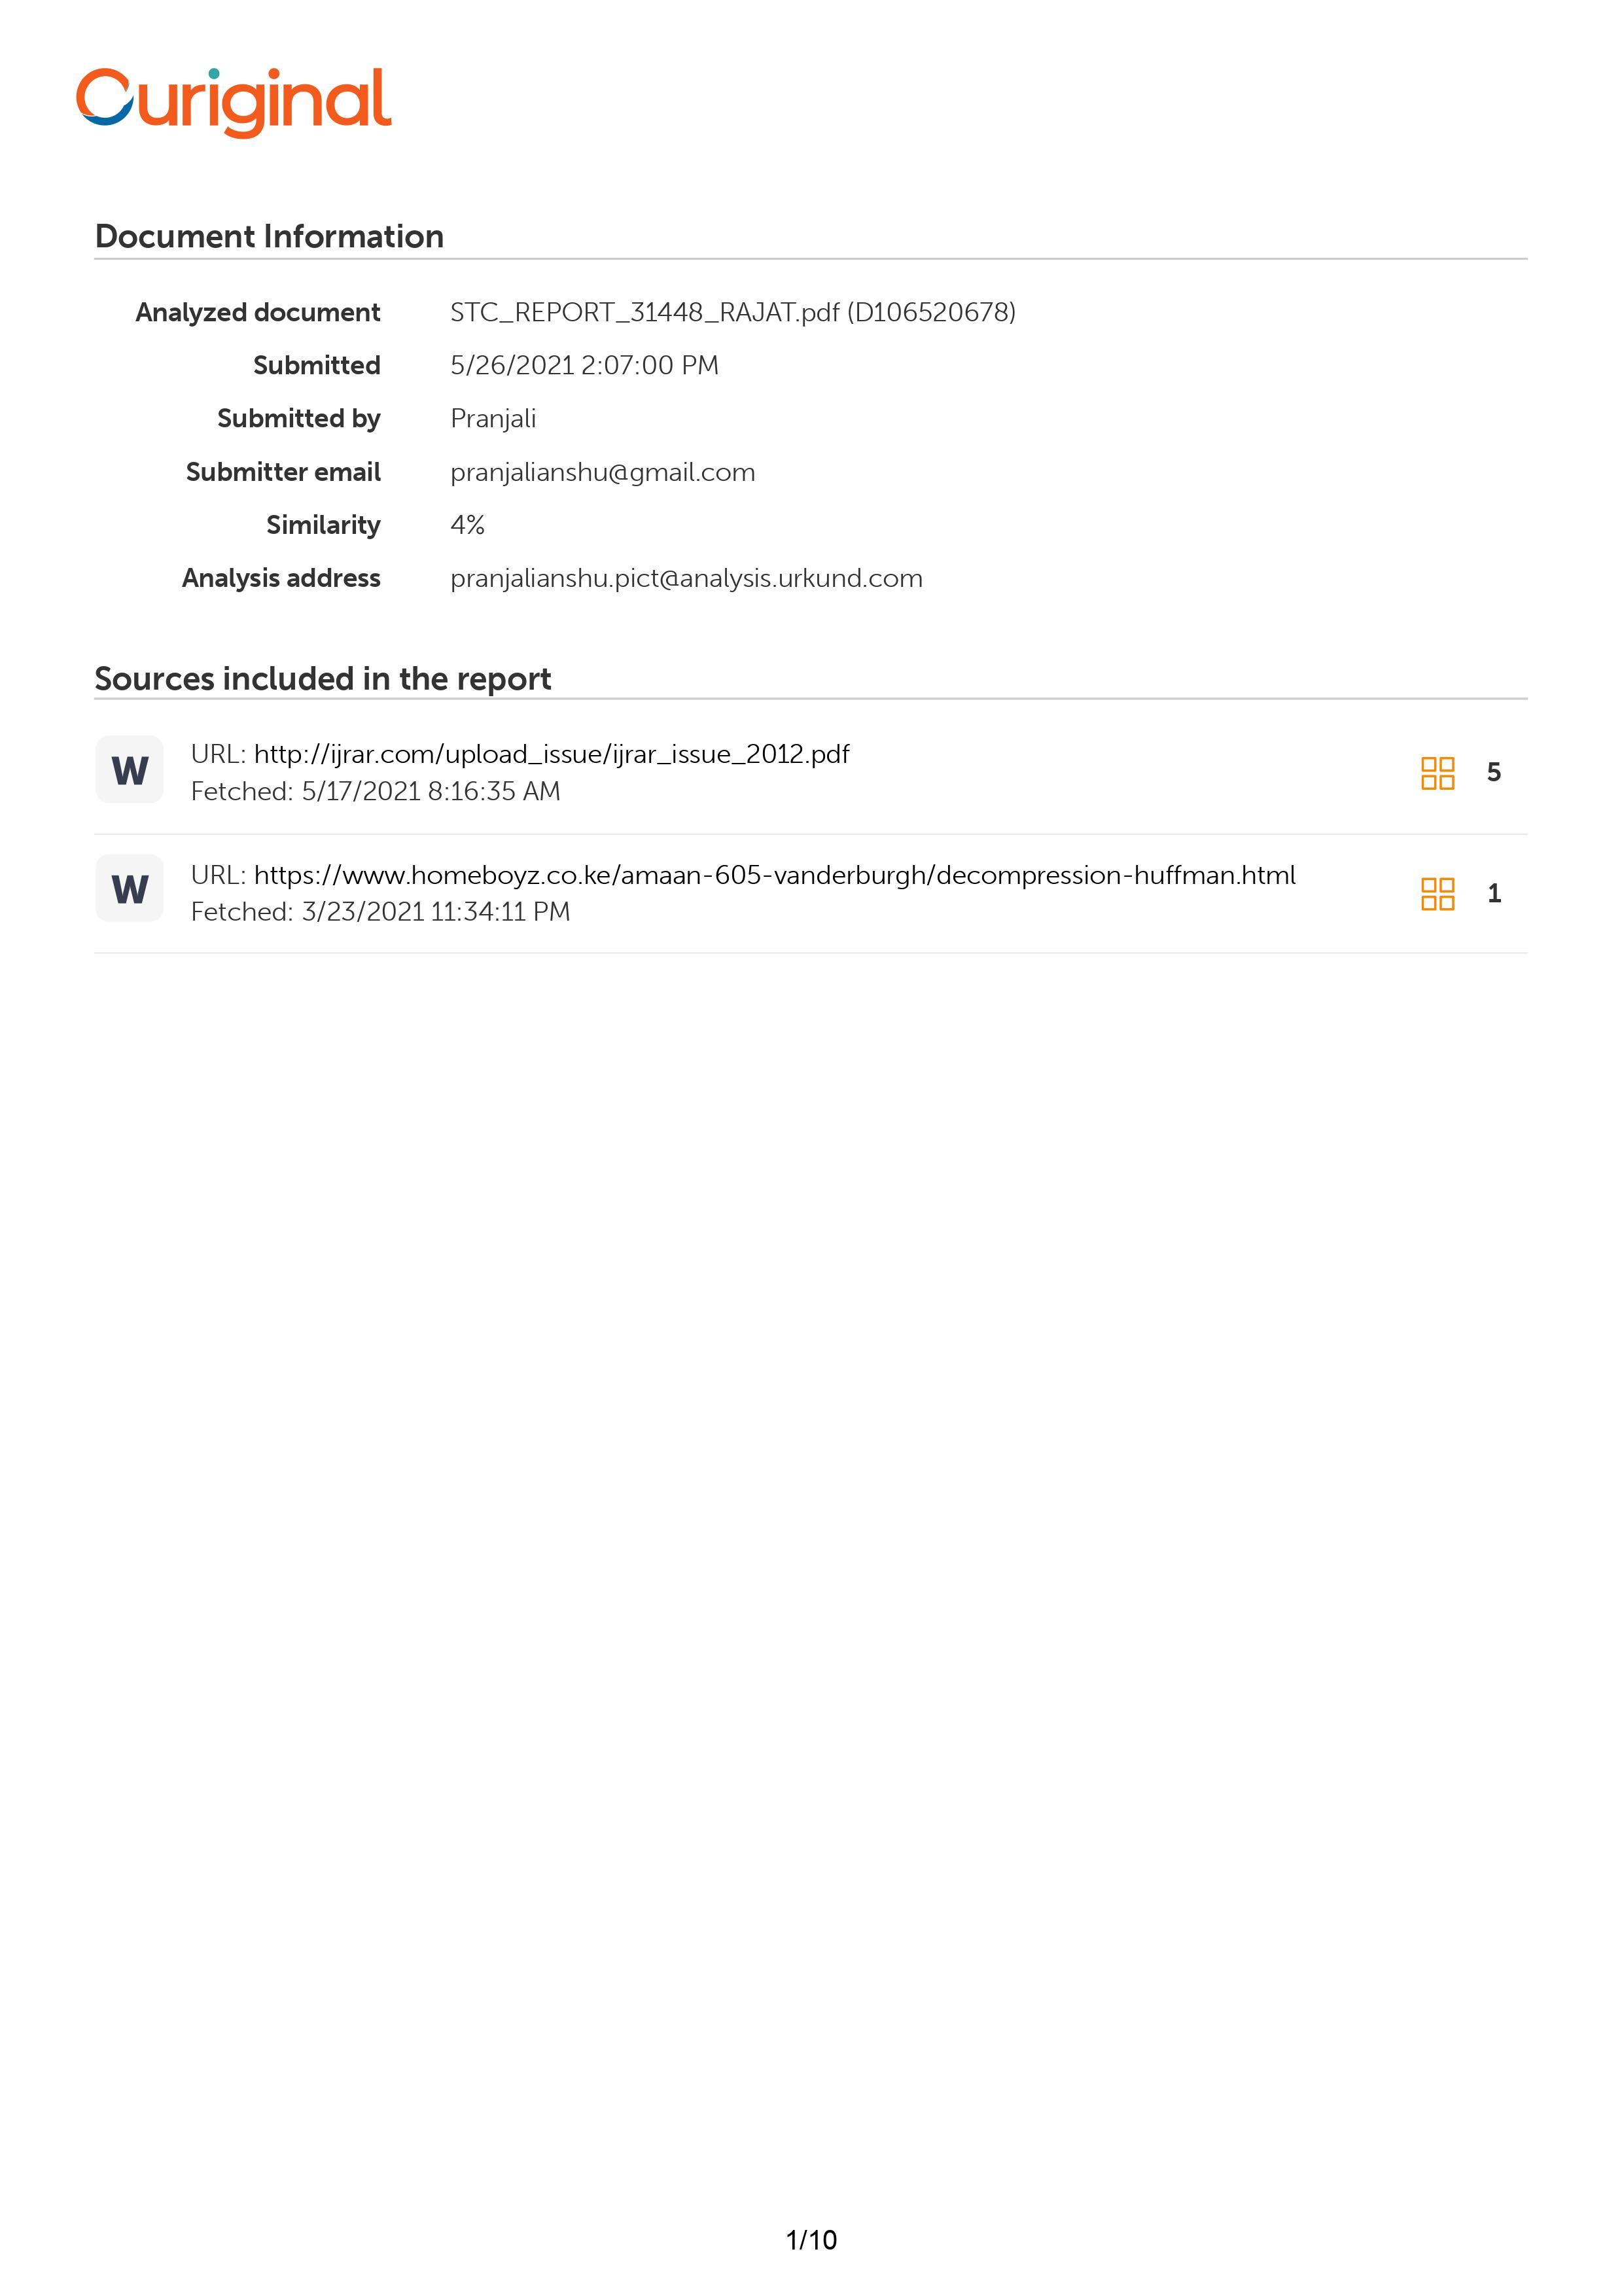 Ouriginal
Document Information
Analyzed document STC_REPORT_31448_RAJAT.pdf (D106520678)
Submitted 5/26/2021 2:07:00 PM
Submitted by Pranjali
Submitter email pranjalianshu@gmail.com
Similarity 4%
Analysis address pranjalianshu.pict@analysis.urkund.com
Sources included in the report
W URL: http://ijrar.com/upload_issue/ijrar_issue_2012.pdf 5
Fetched: 5/17/2021 8:16:35 AM
W URL: https://www.homeboyz.co.ke/amaan-605-vanderburgh/decompression-huffman.html 1
Fetched: 3/23/2021 11:34:11 PM
1/10